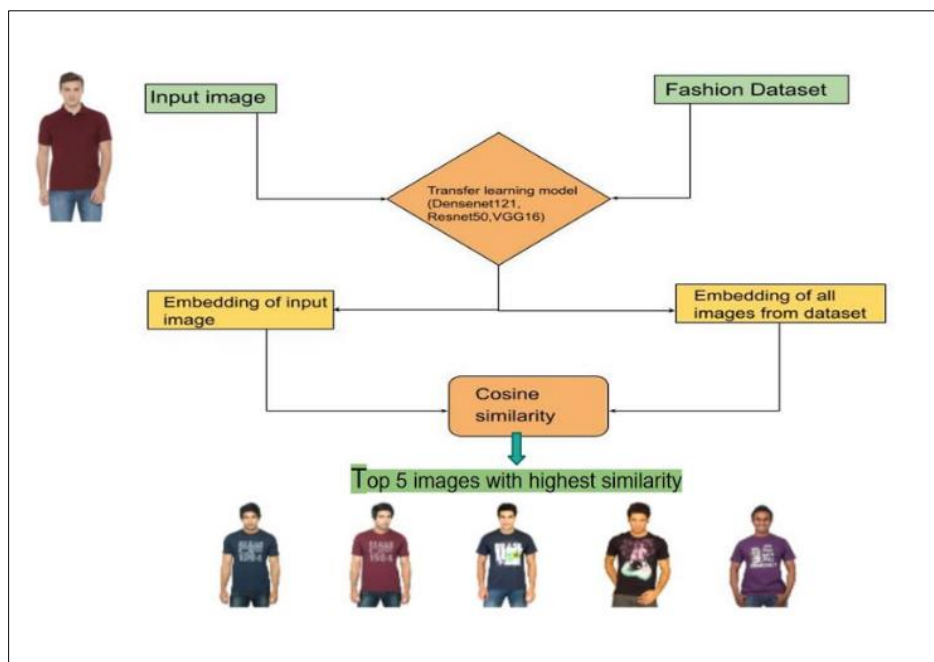 Input image
Fashion Dataset
Transfer learning model
(Densenet121,
Resnet50,VGG16)
Embedding of input
image
Embedding of all
images from dataset
Cosine
similarity
Top 5 images with highest similarity